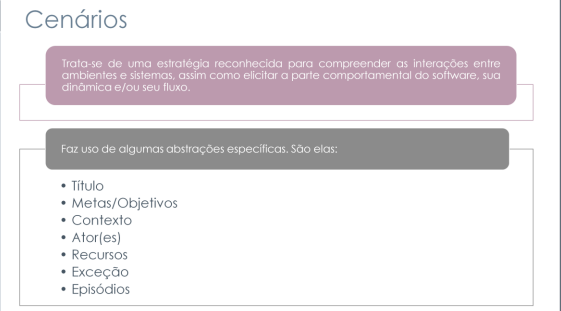 Cenários
Trata-se de uma estratégia reconhecida para compreender as interações entre
ambientes e sistemas, assim como elicitar a parte comportamental do software, sua
dinâmica e/ou seu fluxo.
Faz uso de algumas abstrações específicas. São elas:
• Título
• Metas/Objetivos
• Contexto
• Ator(es)
• Recursos
• Exceção
• Episódios